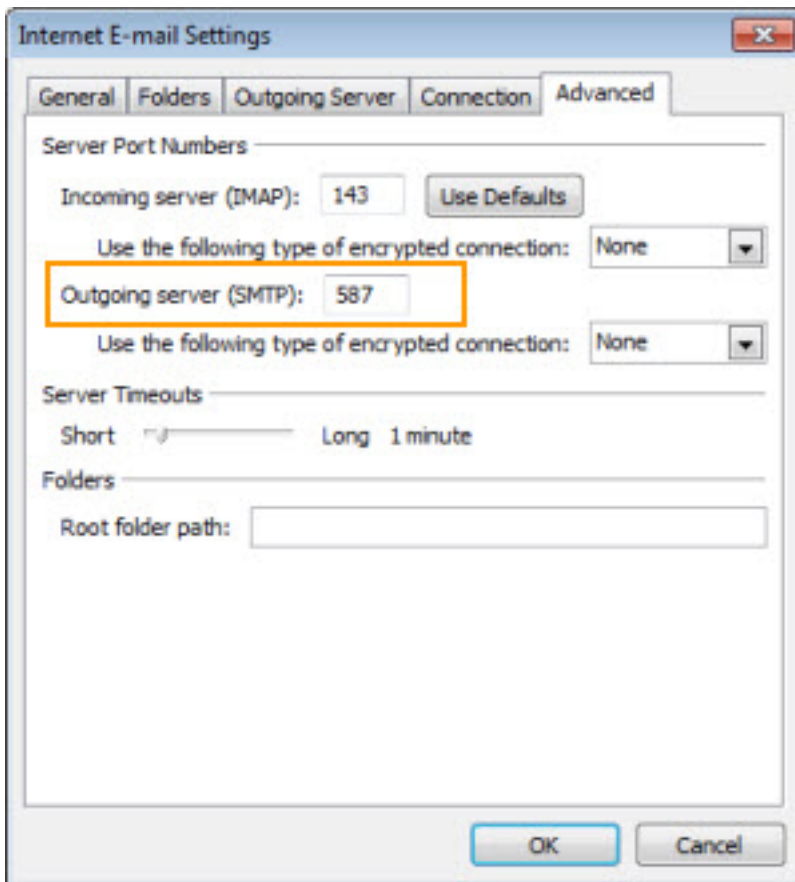 Internet E-mail Settings
General Folders Outgoing Server Connection Advanced
Server Port Numbers
Incoming server (IMAP): 143 Use Defaults
Use the following type of encrypted connection: None
Outgoing server (SMTP): 587
Use the following type of encrypted connection: None
Server Timeouts
Short Long 1 minute
Folders
Root folder path:
OK Cancel